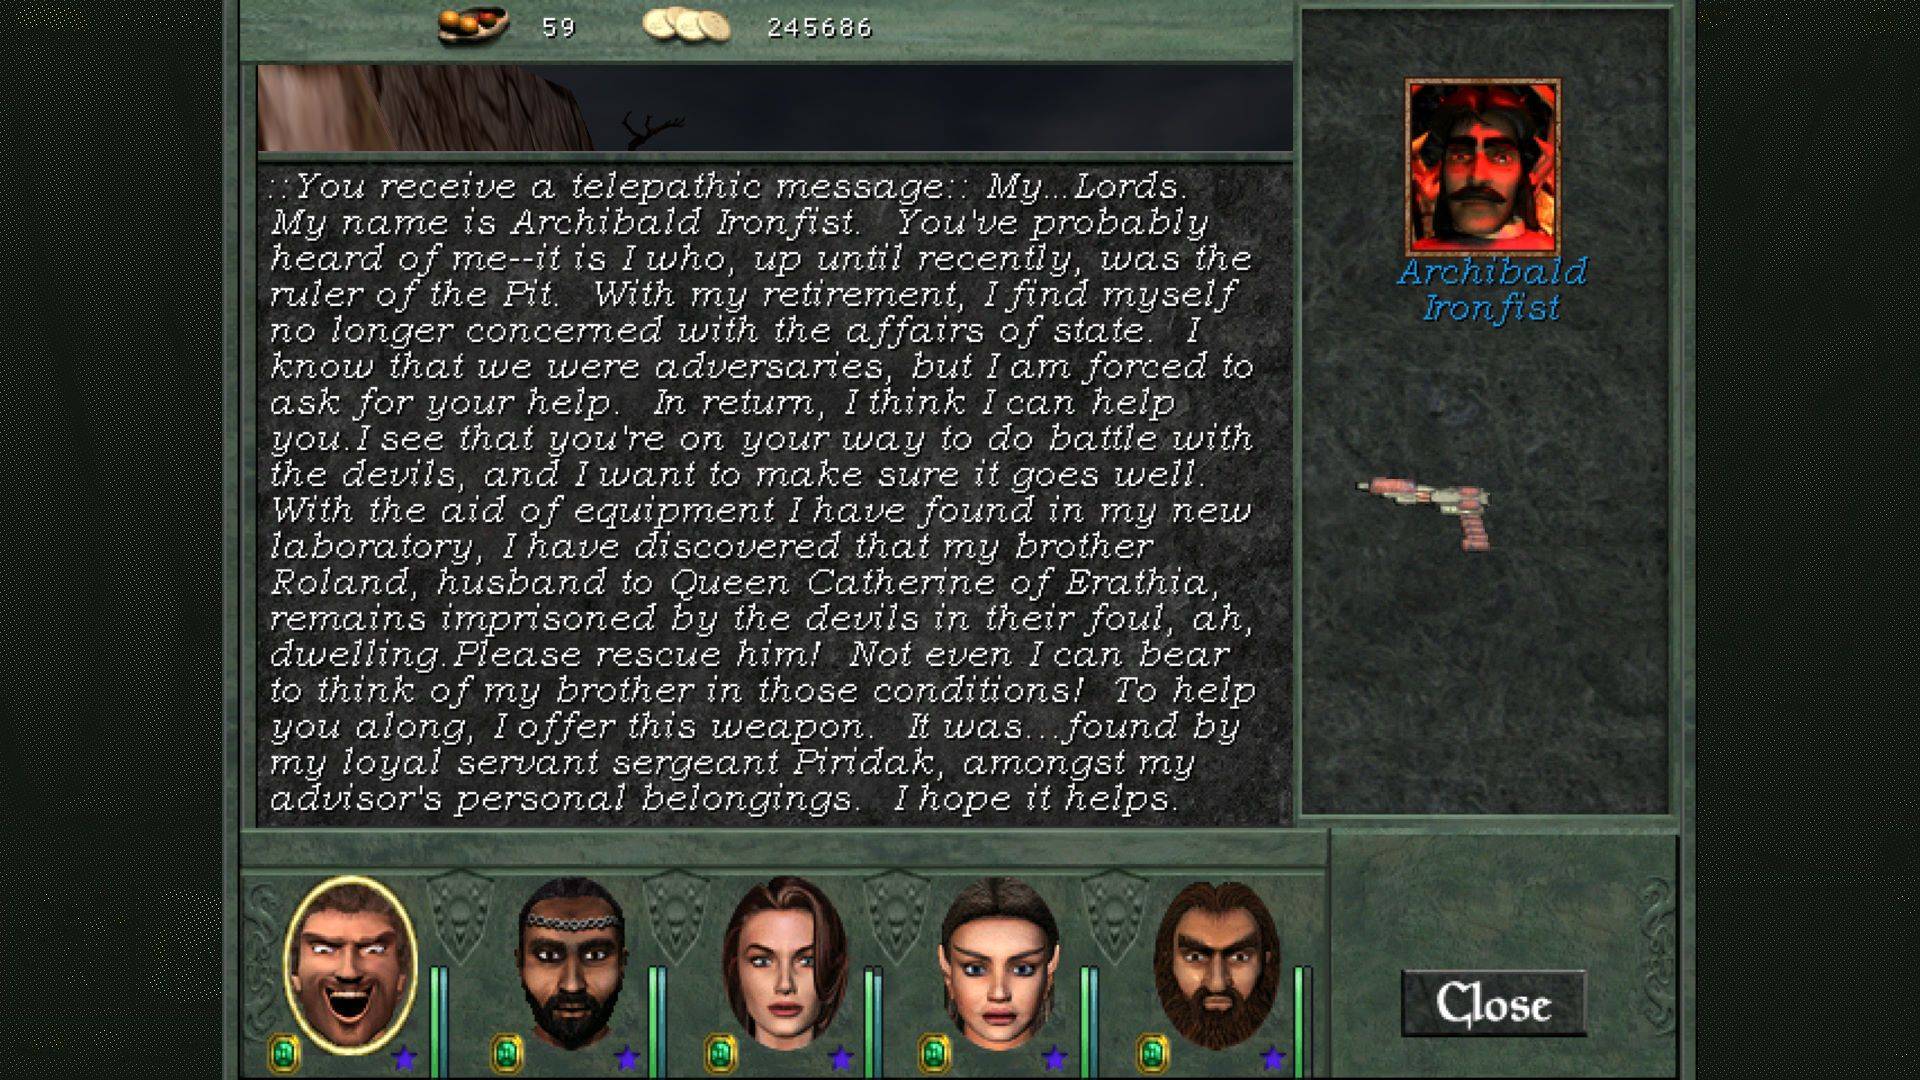 59 245686
::You receive a telepathic message:: My...Lords.
My name is Archibald Ironfist.  You've probably
heard of me--it is I who, up until recently, was the
ruler of the Pit.  With my retirement, I find myself
no longer concerned with the affairs of state.  I
know that we were adversaries, but I am forced to
ask for your help.  In return, I think I can help
you.I see that you're on your way to do battle with
the devils, and I want to make sure it goes well.
With the aid of equipment I have found in my new
laboratory, I have discovered that my brother
Roland, husband to Queen Catherine of Erathia,
remains imprisoned by the devils in their foul, ah,
dwelling.Please rescue him!  Not even I can bear
to think of my brother in those conditions!  To help
you along, I offer this weapon.  It was...found by
my loyal servant sergeant Piridak, amongst my
advisor's personal belongings.  I hope it helps.
Archibald
Ironfist
Close